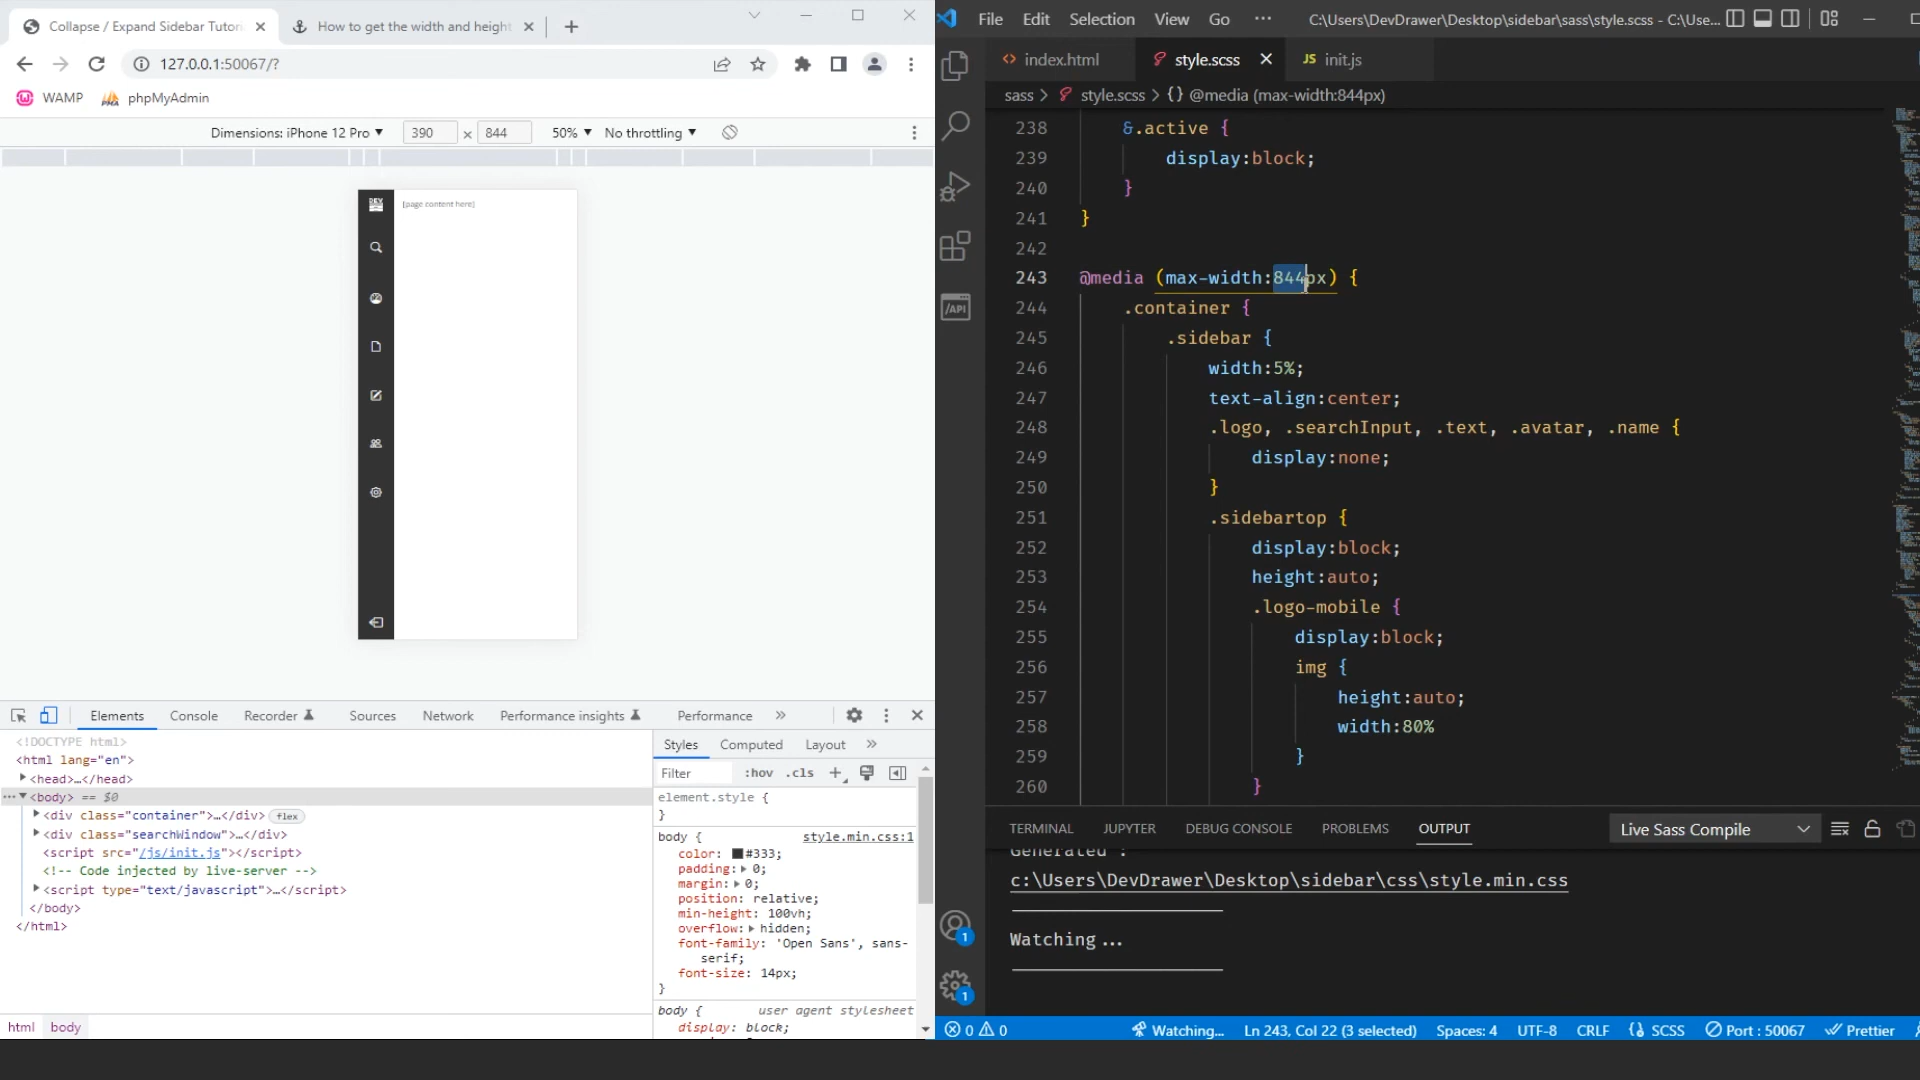 Collapse / Expand Sidebar Tutori
How to get the width and height
127.0.0.1:50067/?
WAMP
phpMyAdmin
Dimensions: iPhone 12 Pro
390
x
844
50%
No throttling
DEV
[page content here]
Elements
Console
Recorder
Sources
Network
Performance insights
Performance
<!DOCTYPE html>
<html lang="en">
<head>…</head>
<body> == $0
<div class="container">…</div>
flex
<div class="searchWindow">…</div>
<script src="/js/init.js"></script>
<!-- Code injected by live-server -->
<script type="text/javascript">…</script>
</body>
</html>
html
body
Styles
Computed
Layout
Filter
:hov
.cls
element.style {
}
body {
style.min.css:1
color: #333;
padding: 0;
margin: 0;
position: relative;
min-height: 100vh;
overflow: hidden;
font-family: 'Open Sans', sans-
serif;
font-size: 14px;
}
body {
user agent stylesheet
display: block;
File
Edit
Selection
View
Go
C:\Users\DevDrawer\Desktop\sidebar\sass\style.scss - C:\Use...
index.html
style.scss
JS init.js
sass > style.scss > {} @media (max-width:844px)
238 &.active {
239 display:block;
240 }
241 }
242
243 @media (max-width:844px) {
244 .container {
245 .sidebar {
246 width:5%;
247 text-align:center;
248 .logo, .searchInput, .text, .avatar, .name {
249 display:none;
250 }
251 .sidebartop {
252 display:block;
253 height:auto;
254 .logo-mobile {
255 display:block;
256 img {
257 height:auto;
258 width:80%
259 }
260 }
/API
TERMINAL
JUPYTER
DEBUG CONSOLE
PROBLEMS
OUTPUT
Live Sass Compile
Generated :
c:\Users\DevDrawer\Desktop\sidebar\css\style.min.css
Watching...
1
1
0
0
Watching...
Ln 243, Col 22 (3 selected)
Spaces: 4
UTF-8
CRLF
SCSS
Port : 50067
Prettier